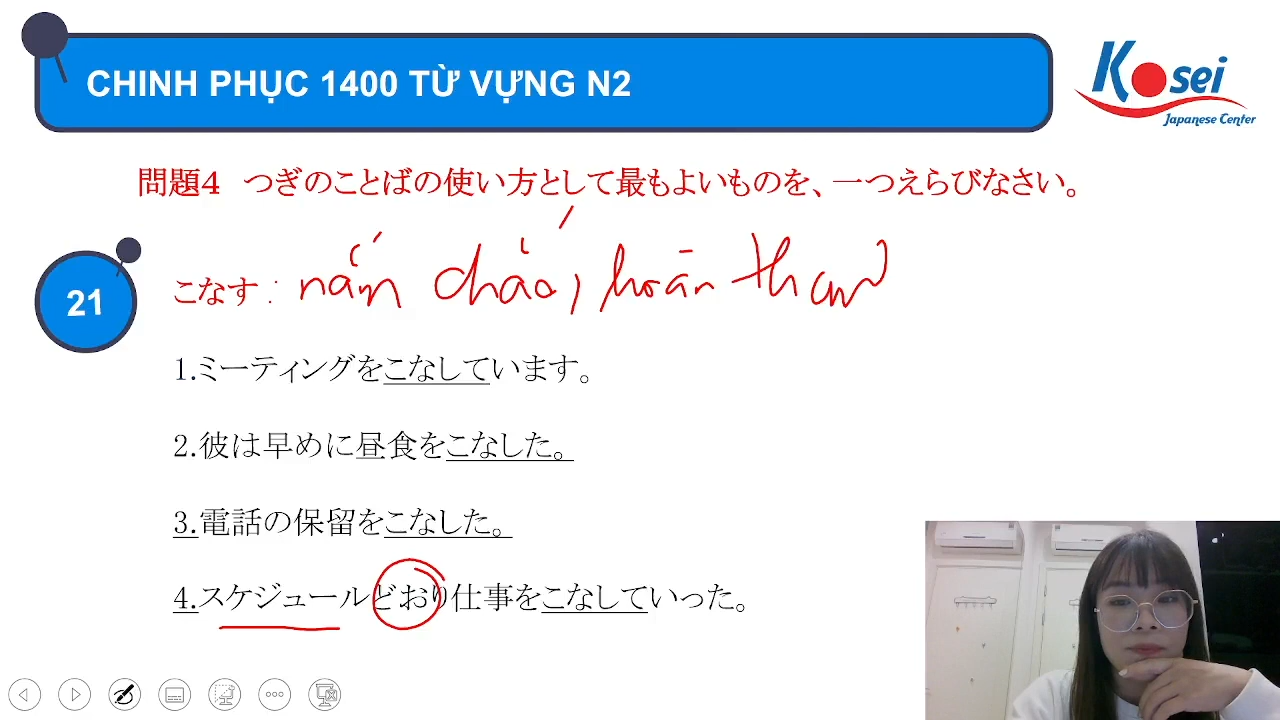 CHINH PHỤC 1400 TỪ VỰNG N2
Kosei
Japanese Center
問題４ つぎのことばの使い方として最もよいものを、一つえらびなさい。
21
こなす : nắm chắc, hoàn thành
1.ミーティングをこなしています。
2.彼は早めに昼食をこなした。
3.電話の保留をこなした。
4.スケジュールどおり仕事をこなしていった。